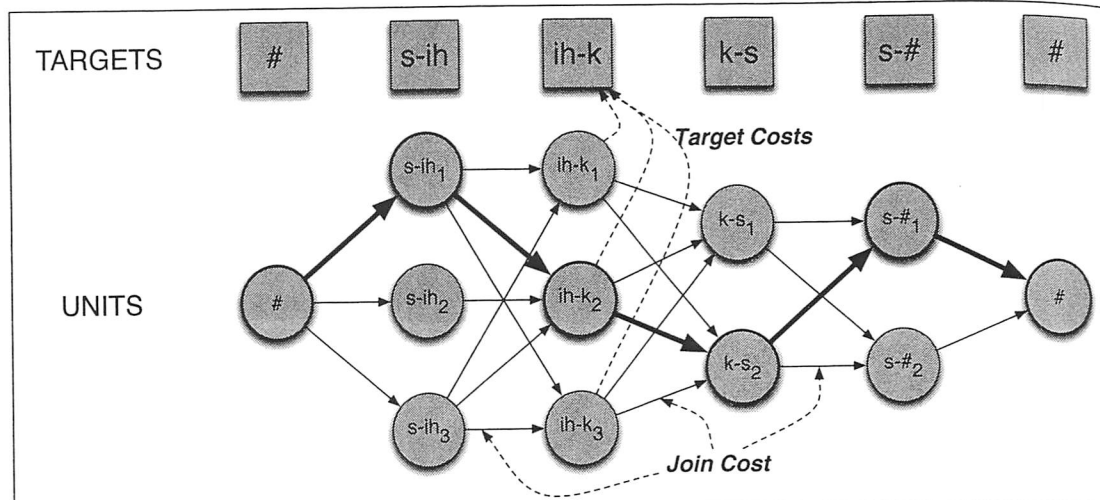 TARGETS # s-ih ih-k k-s s-# #
Target Costs
s-ih1 ih-k1
k-s1 s-#1
UNITS # s-ih2 ih-k2 #
k-s2 s-#2
s-ih3 ih-k3
Join Cost